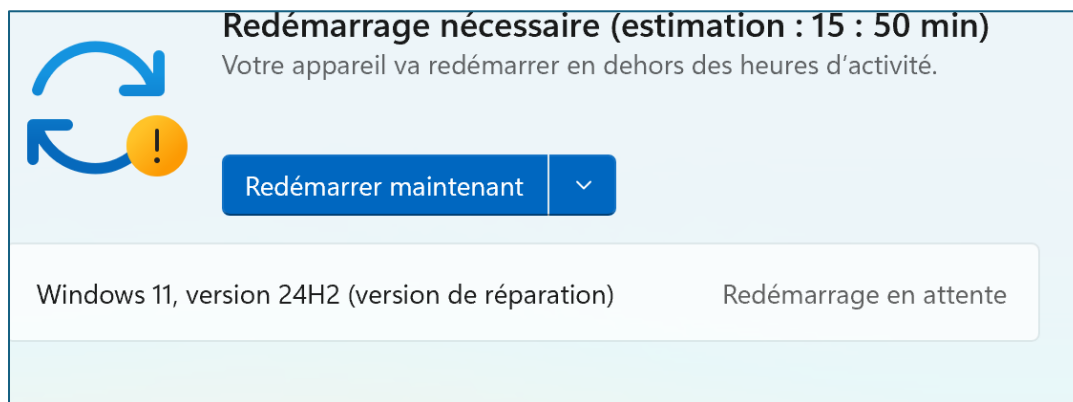 Redémarrage nécessaire (estimation : 15 : 50 min)
Votre appareil va redémarrer en dehors des heures d’activité.
!
Redémarrer maintenant
Windows 11, version 24H2 (version de réparation) Redémarrage en attente